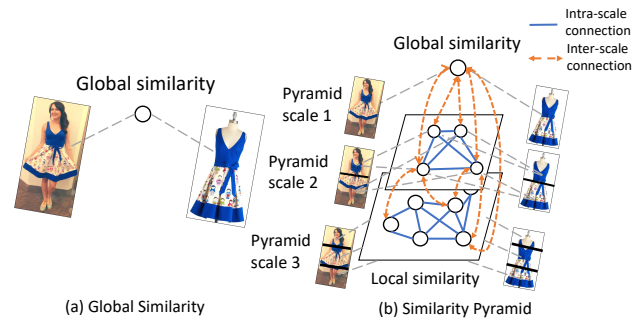 Intra-scale
connection
Inter-scale
connection
Global similarity
Global similarity
Pyramid
scale 1
Pyramid
scale 2
Pyramid
scale 3
Local similarity
(a) Global Similarity
(b) Similarity Pyramid